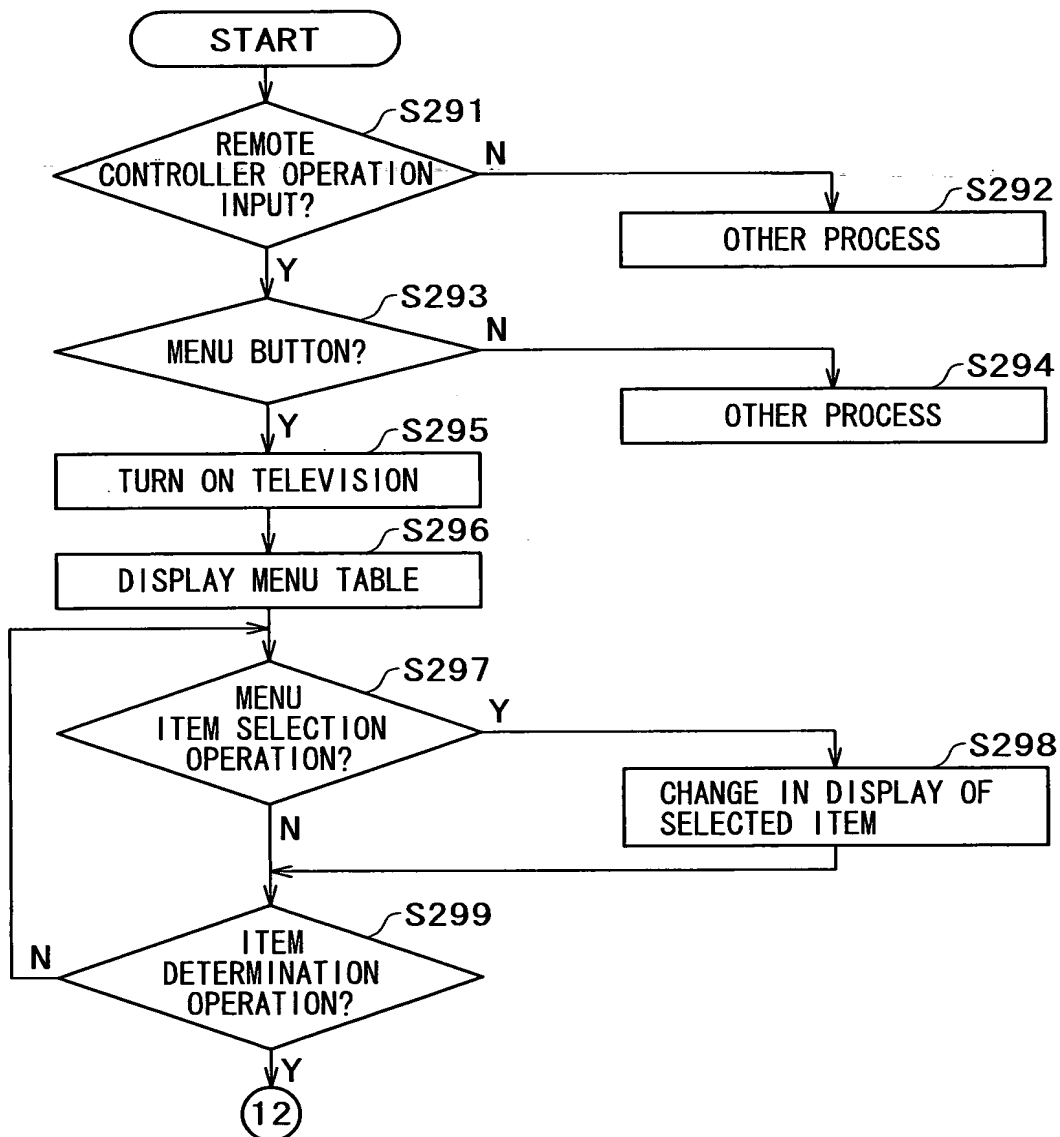 START
S291
REMOTE
CONTROLLER OPERATION
INPUT?
N
S292
OTHER PROCESS
Y
S293
MENU BUTTON?
N
S294
OTHER PROCESS
Y
S295
TURN ON TELEVISION
S296
DISPLAY MENU TABLE
S297
MENU
ITEM SELECTION
OPERATION?
Y
S298
CHANGE IN DISPLAY OF
SELECTED ITEM
N
S299
ITEM
DETERMINATION
OPERATION?
N
Y
12